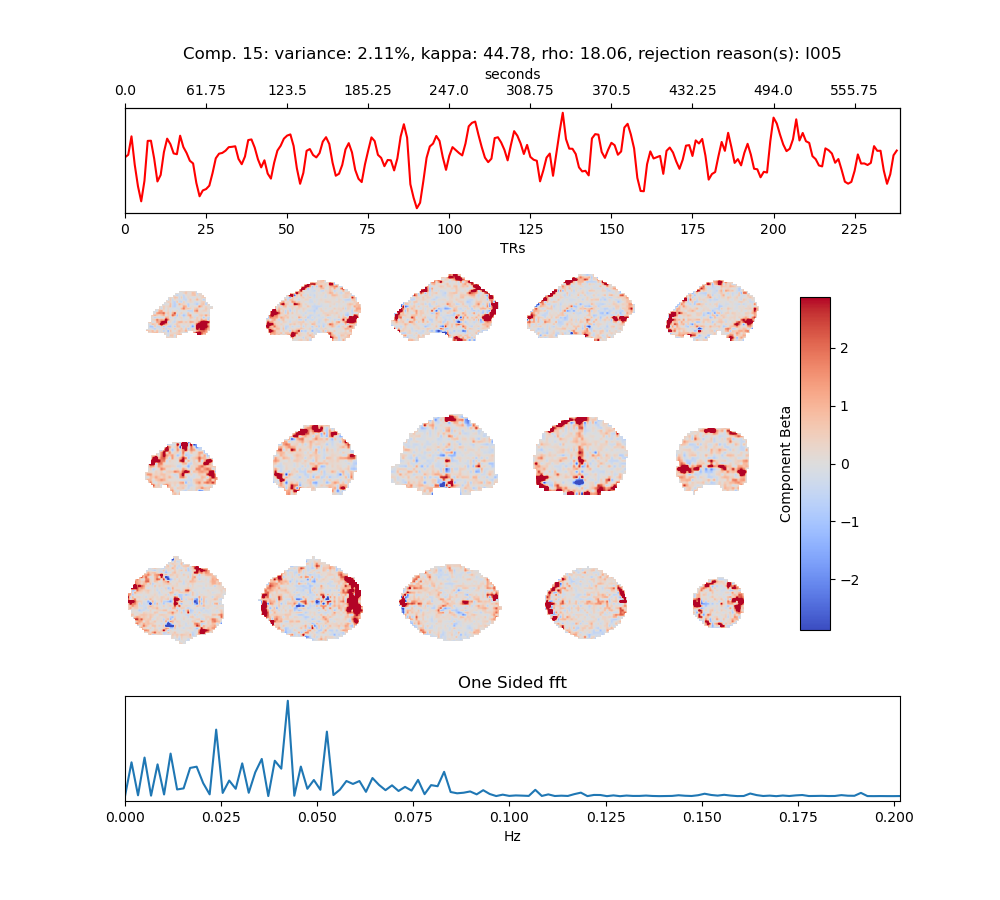 Comp. 15: variance: 2.11%, kappa: 44.78, rho: 18.06, rejection reason(s): I005
seconds
0.0 61.75 123.5 185.25 247.0 308.75 370.5 432.25 494.0 555.75
0 25 50 75 100 125 150 175 200 225
TRs
2
1
0
−1
−2
Component Beta
One Sided fft
0.000 0.025 0.050 0.075 0.100 0.125 0.150 0.175 0.200
Hz